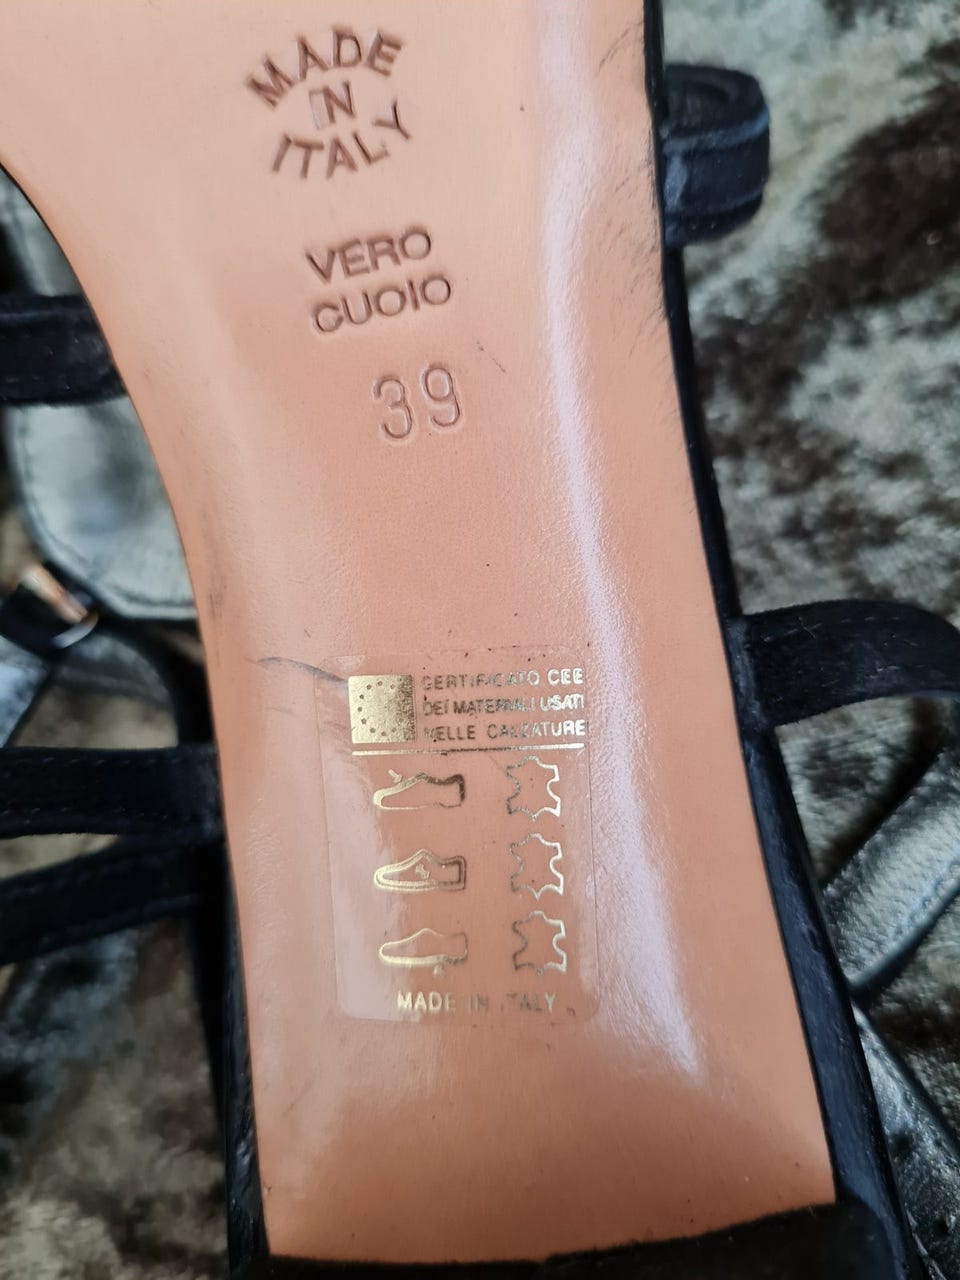 MADE
IN
ITALY
VERO
CUOIO
39
CERTIFICATO CEE
DEI MATERIALI USATI
NELLE CALZATURE
MADE IN ITALY